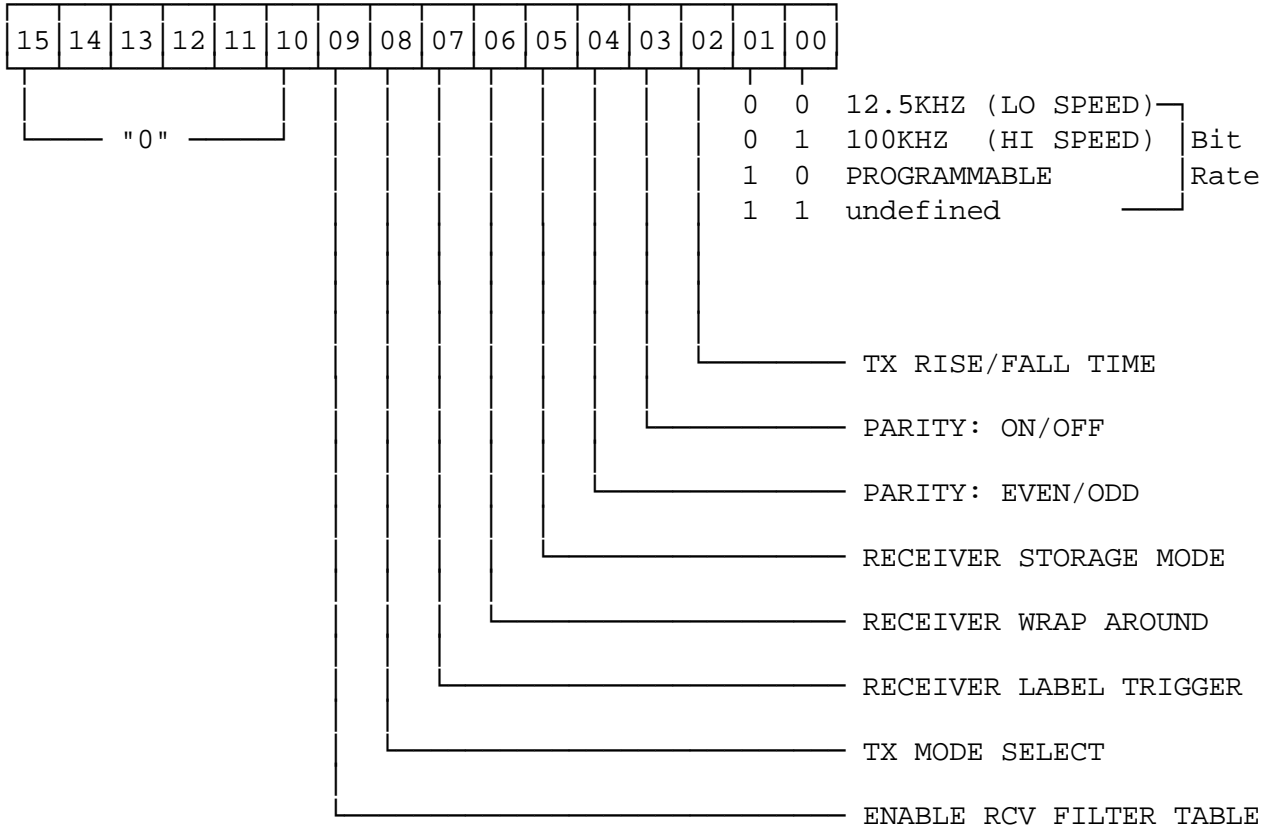 15 14 13 12 11 10 09 08 07 06 05 04 03 02 01 00
0 0 12.5KHZ (LO SPEED)
"0" 0 1 100KHZ (HI SPEED) Bit
1 0 PROGRAMMABLE Rate
1 1 undefined
TX RISE/FALL TIME
PARITY: ON/OFF
PARITY: EVEN/ODD
RECEIVER STORAGE MODE
RECEIVER WRAP AROUND
RECEIVER LABEL TRIGGER
TX MODE SELECT
ENABLE RCV FILTER TABLE